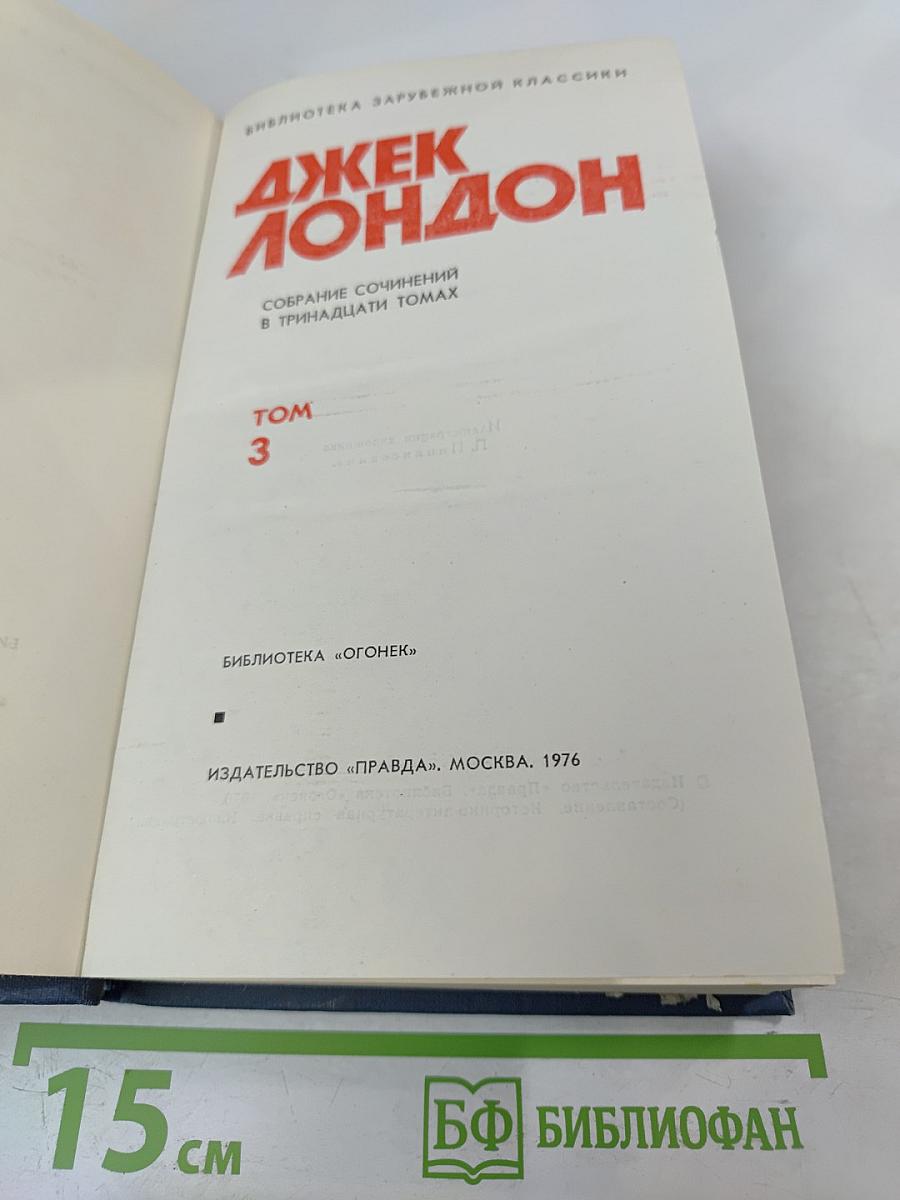 БИБЛИОТЕКА ЗАРУБЕЖНОЙ КЛАССИКИ
ДЖЕК
ЛОНДОН
СОБРАНИЕ СОЧИНЕНИЙ
В ТРИНАДЦАТИ ТОМАХ
ТОМ
3
БИБЛИОТЕКА «ОГОНЕК»
ИЗДАТЕЛЬСТВО «ПРАВДА». МОСКВА. 1976
15 см
БФ БИБЛИОФАН